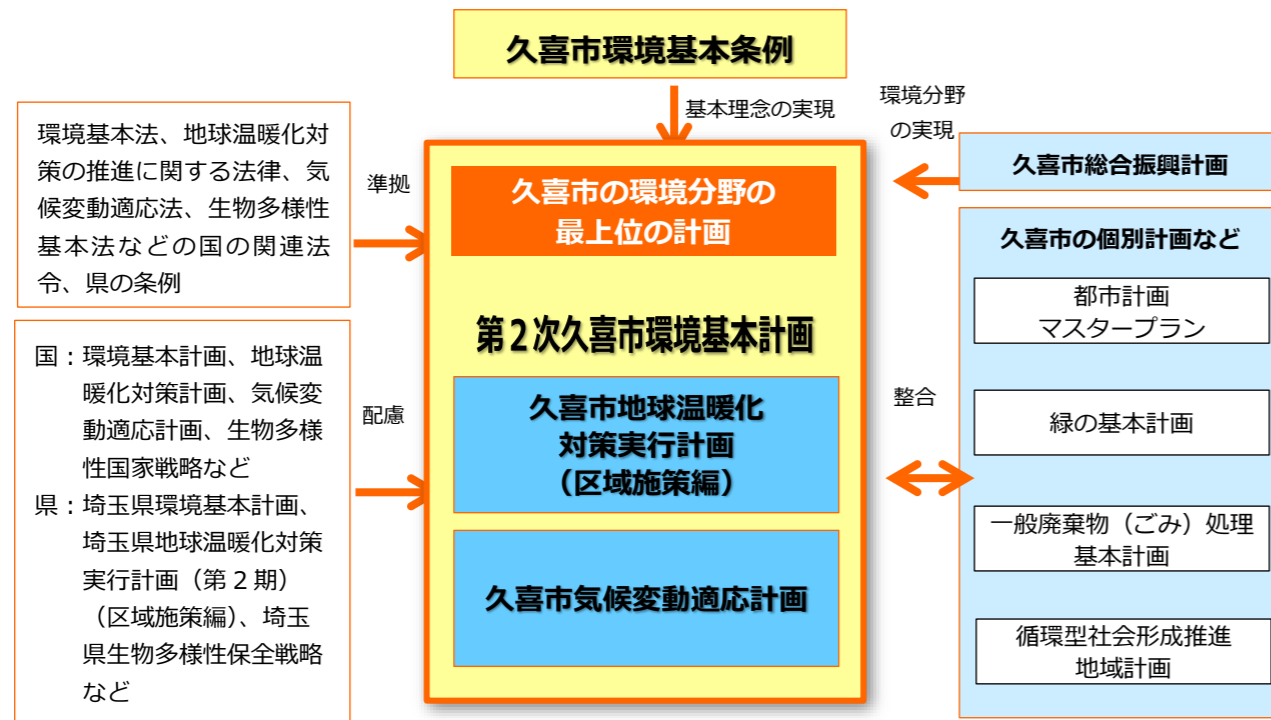 久喜市環境基本条例
基本理念の実現
環境分野
の実現
環境基本法、地球温暖化対
策の推進に関する法律、気
候変動適応法、生物多様性
基本法などの国の関連法
令、県の条例
準拠
国：環境基本計画、地球温
暖化対策計画、気候変
動適応計画、生物多様
性国家戦略など
県：埼玉県環境基本計画、
埼玉県地球温暖化対策
実行計画（第２期）
（区域施策編）、埼玉
県生物多様性保全戦略
など
配慮
久喜市の環境分野の
最上位の計画
第２次久喜市環境基本計画
久喜市地球温暖化
対策実行計画
（区域施策編）
久喜市気候変動適応計画
整合
久喜市総合振興計画
久喜市の個別計画など
都市計画
マスタープラン
緑の基本計画
一般廃棄物（ごみ）処理
基本計画
循環型社会形成推進
地域計画